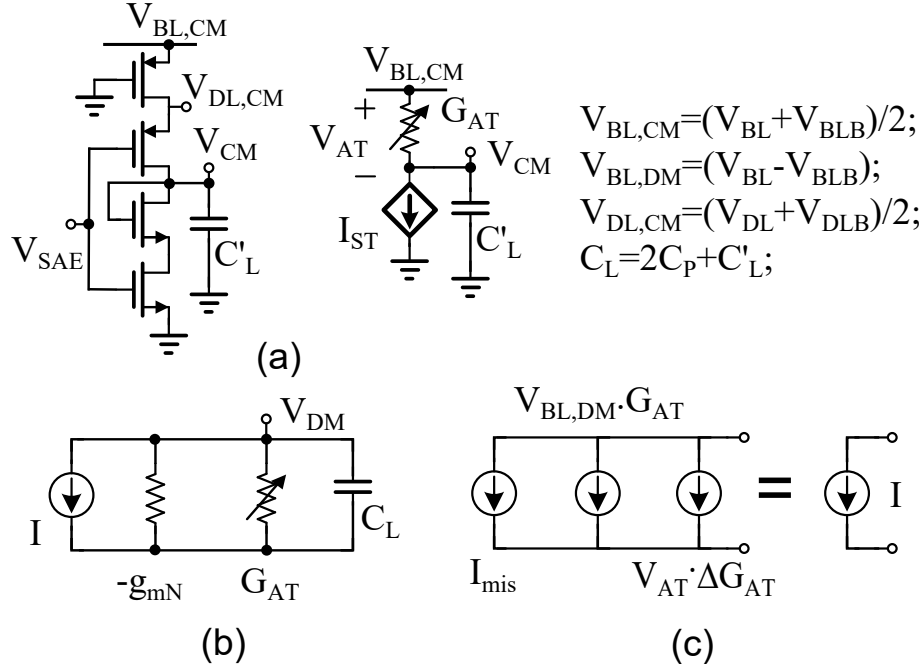 V_BL,CM
V_DL,CM
V_CM
V_SAE
C'_L
V_BL,CM
+
V_AT
−
G_AT
V_CM
I_ST
C'_L
V_BL,CM=(V_BL+V_BLB)/2;
V_BL,DM=(V_BL-V_BLB);
V_DL,CM=(V_DL+V_DLB)/2;
C_L=2C_P+C'_L;
(a)
V_DM
I
-g_mN
G_AT
C_L
(b)
V_BL,DM·G_AT
I_mis
V_AT·ΔG_AT
=
I
(c)